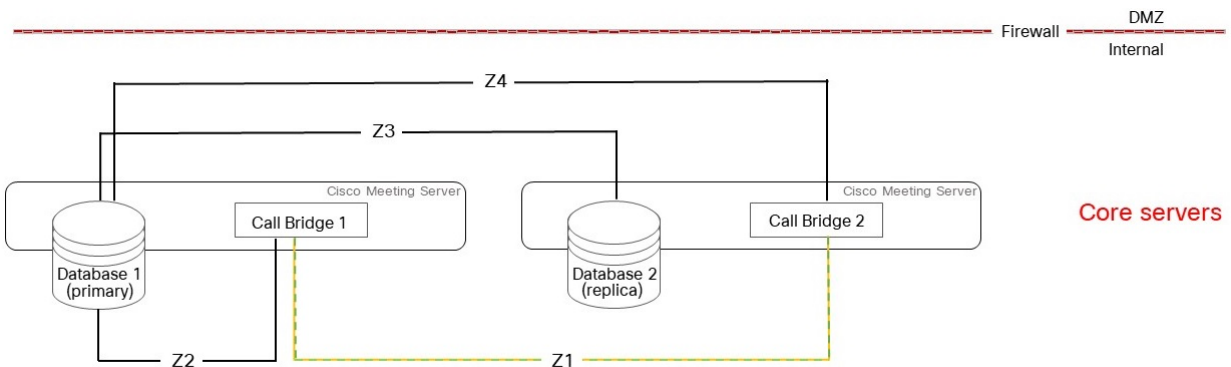 DMZ
Firewall
Internal
Z4
Z3
Cisco Meeting Server
Cisco Meeting Server
Call Bridge 1
Call Bridge 2
Core servers
Database 1
(primary)
Database 2
(replica)
Z2
Z1